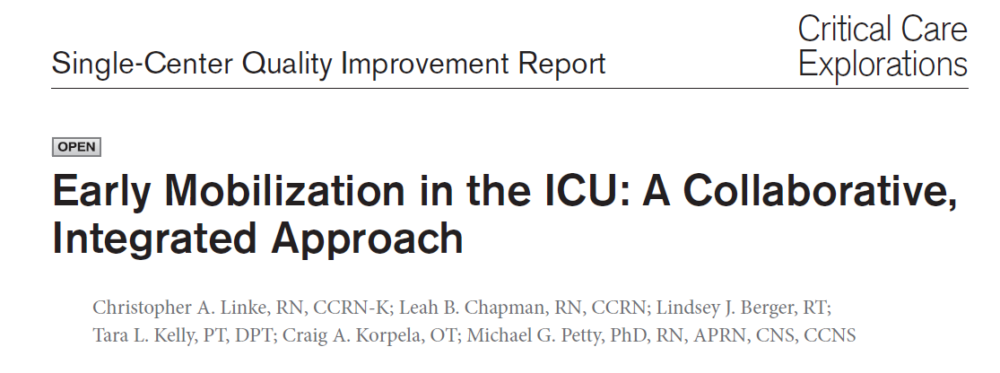 Single-Center Quality Improvement Report
Critical Care
Explorations
OPEN
Early Mobilization in the ICU: A Collaborative,
Integrated Approach
Christopher A. Linke, RN, CCRN-K; Leah B. Chapman, RN, CCRN; Lindsey J. Berger, RT;
Tara L. Kelly, PT, DPT; Craig A. Korpela, OT; Michael G. Petty, PhD, RN, APRN, CNS, CCNS